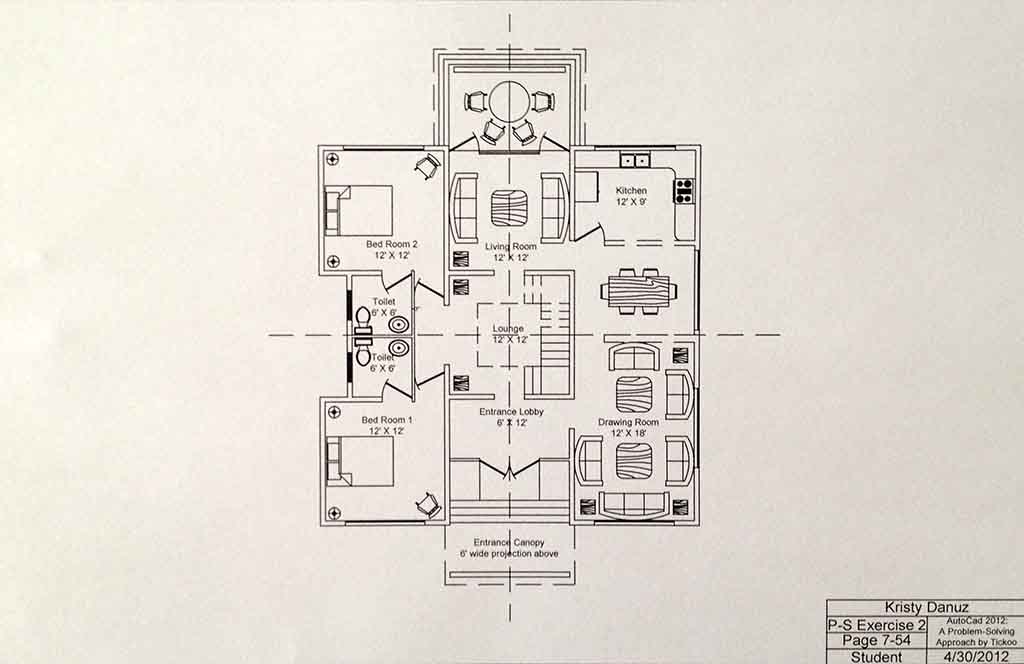 Kitchen
12' X 9'
Bed Room 2
12' X 12'
Living Room
12' X 12'
Toilet
6' X 6'
Lounge
12' X 12'
Toilet
6' X 6'
Bed Room 1
12' X 12'
Entrance Lobby
6' X 12'
Drawing Room
12' X 18'
Entrance Canopy
6' wide projection above
Kristy Danuz
P-S Exercise 2
Page 7-54
Student
AutoCad 2012:
A Problem-Solving
Approach by Tickoo
4/30/2012